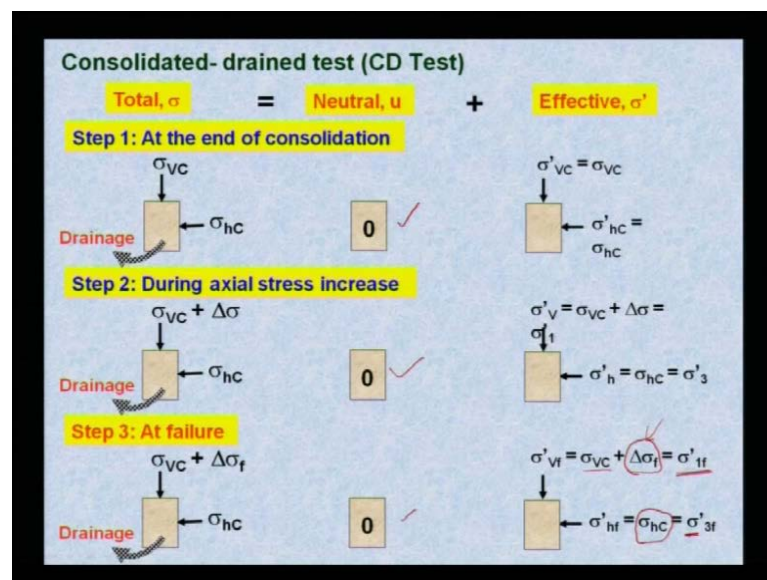 Consolidated- drained test (CD Test)
Total, σ = Neutral, u + Effective, σ'
Step 1: At the end of consolidation
σVC
σ'VC = σVC
Drainage
σhC
0
σ'hC =
σhC
Step 2: During axial stress increase
σVC + Δσ
σ'V = σVC + Δσ =
σ'1
Drainage
σhC
0
σ'h = σhC = σ'3
Step 3: At failure
σVC + Δσf
σ'Vf = σVC + Δσf = σ'1f
Drainage
σhC
0
σ'hf = σhC = σ'3f